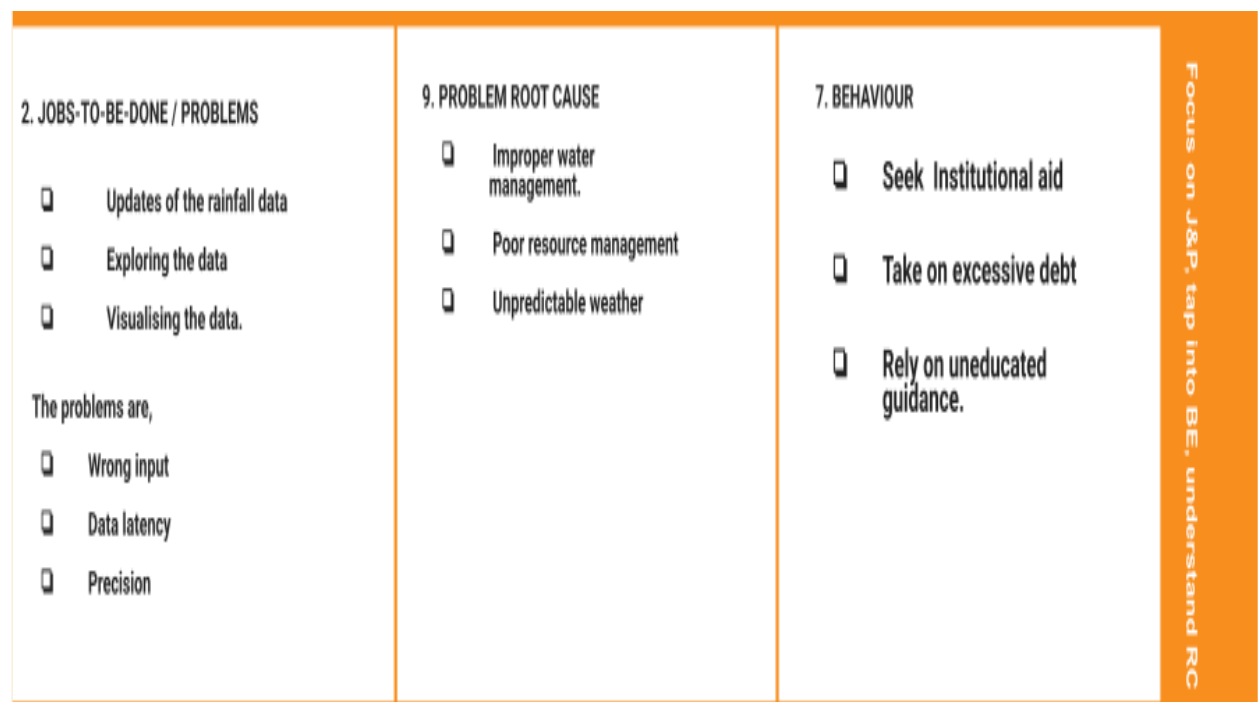 2. JOBS-TO-BE-DONE / PROBLEMS
❑ Updates of the rainfall data
❑ Exploring the data
❑ Visualising the data.
The problems are,
❑ Wrong input
❑ Data latency
❑ Precision
9. PROBLEM ROOT CAUSE
❑ Improper water
management.
❑ Poor resource management
❑ Unpredictable weather
7. BEHAVIOUR
❑ Seek Institutional aid
❑ Take on excessive debt
❑ Rely on uneducated
guidance.
Focus on J&P, tap into BE, understand RC